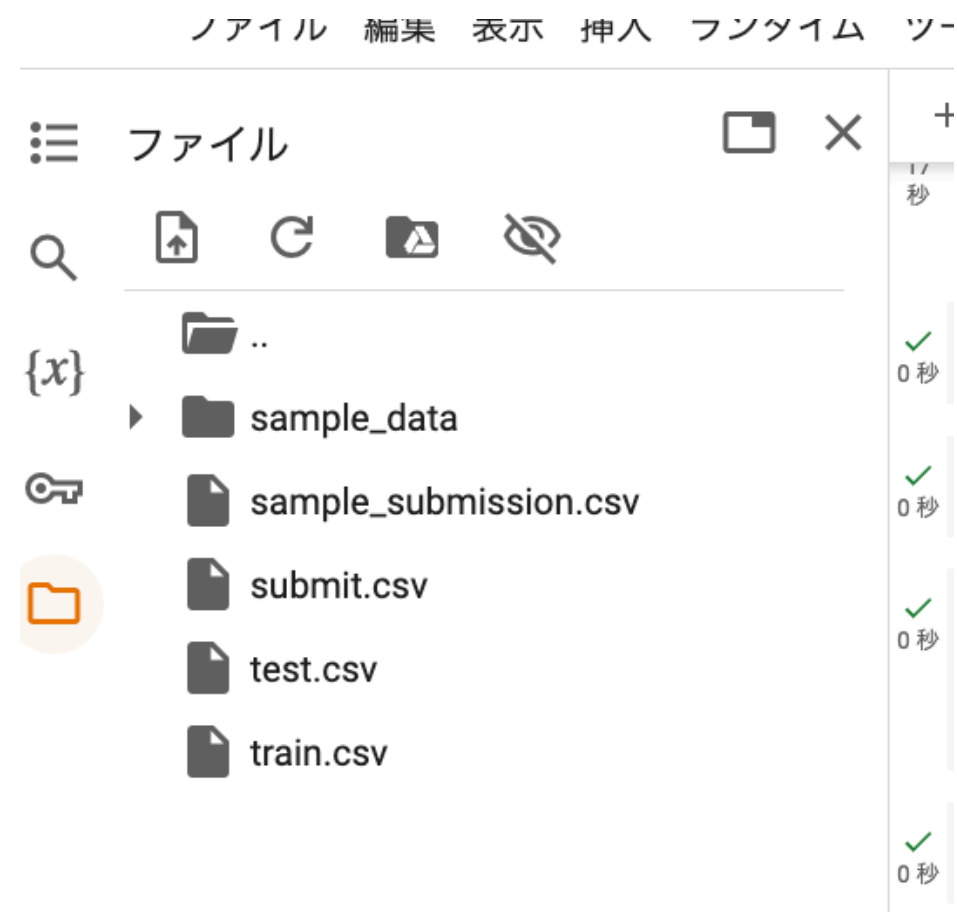 ファイル 編集 表示 挿入 ランタイム
ファイル
秒
..
0 秒
sample_data
sample_submission.csv
0 秒
submit.csv
0 秒
test.csv
train.csv
0 秒
{x}
+